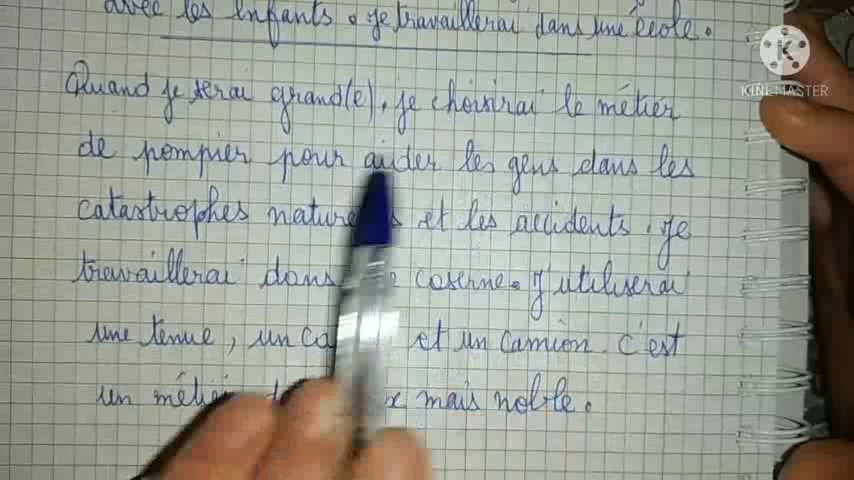 avec les enfants. je travaillerai dans une école.
KINEMASTER
Quand je serai grand(e), je choisirai le métier
de pompier pour aider les gens dans les
catastrophes et les accidents. je
travaillerai dans caserne. J'utiliserai
une tenue, un et un camion. C'est
un mais noble.